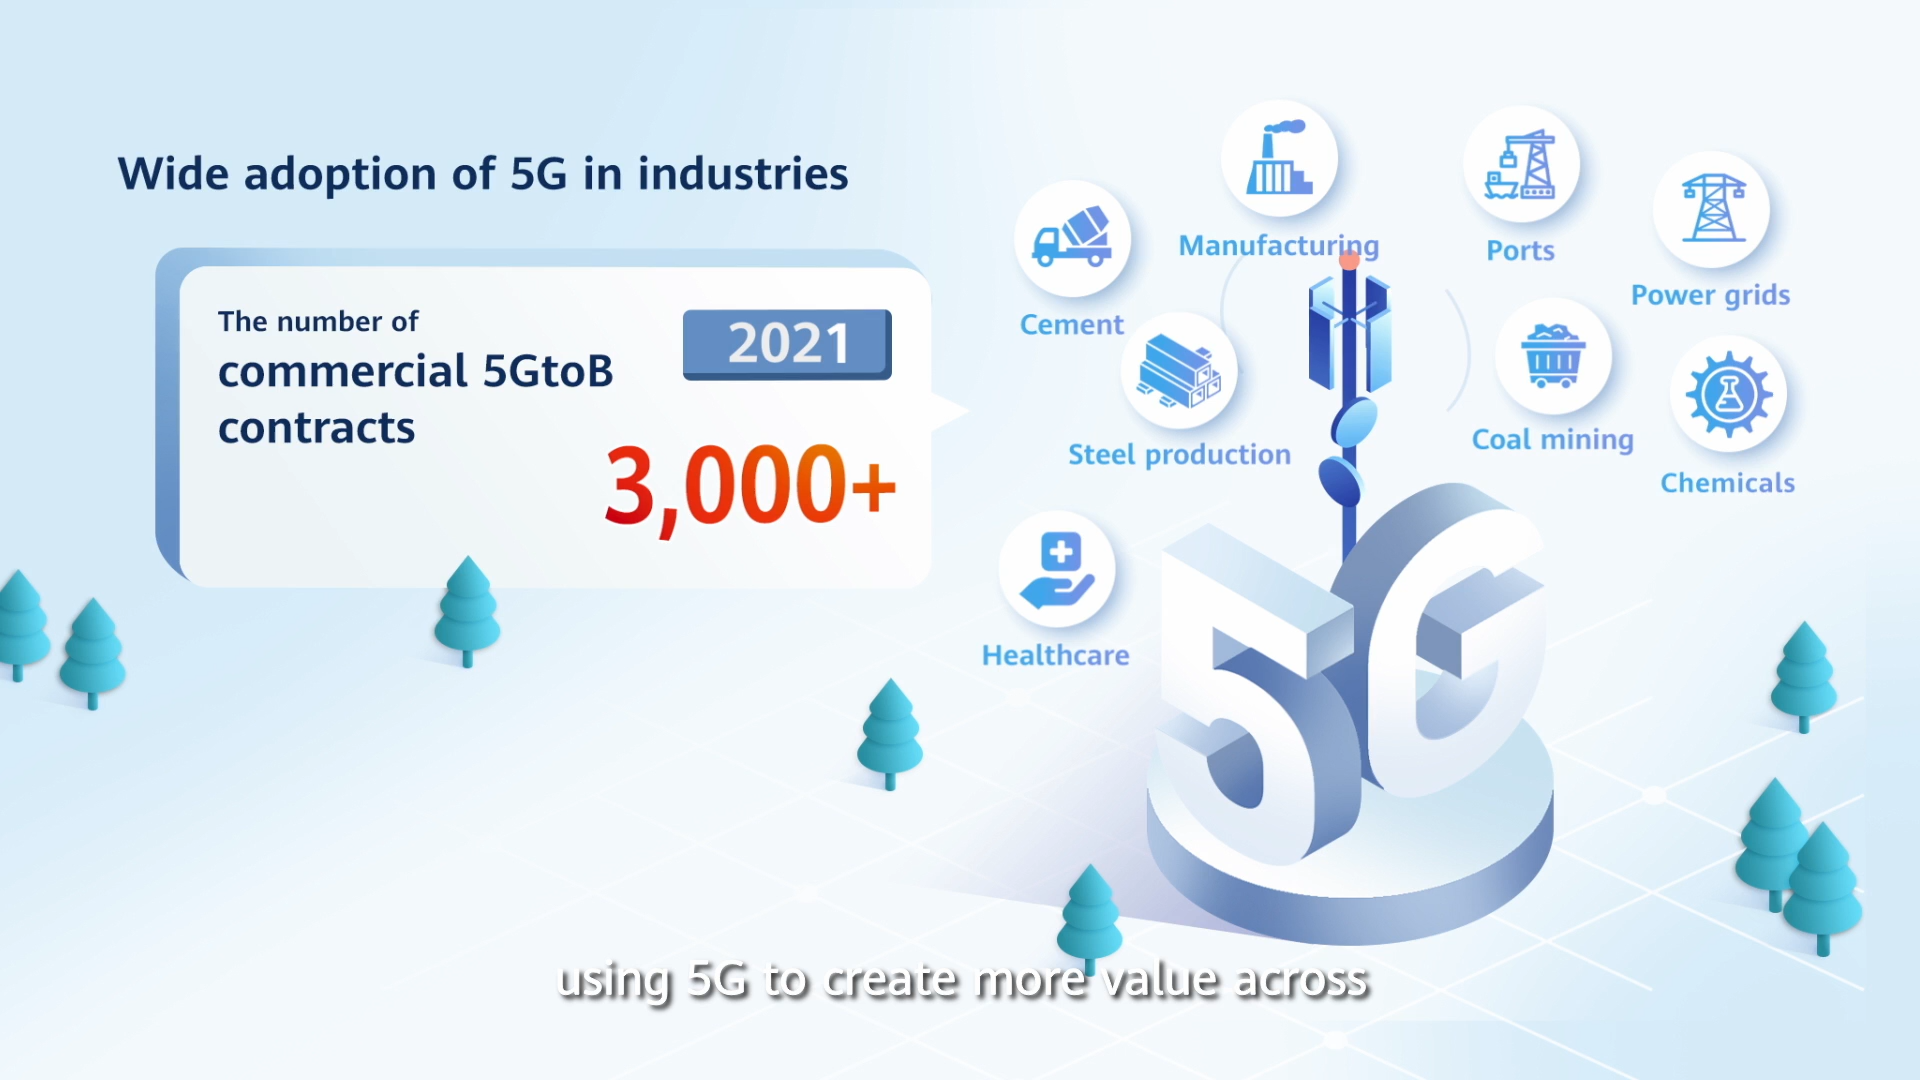 Wide adoption of 5G in industries
The number of
commercial 5GtoB
contracts
2021
3,000+
Manufacturing
Ports
Power grids
Cement
Steel production
Coal mining
Chemicals
Healthcare
5G
using 5G to create more value across